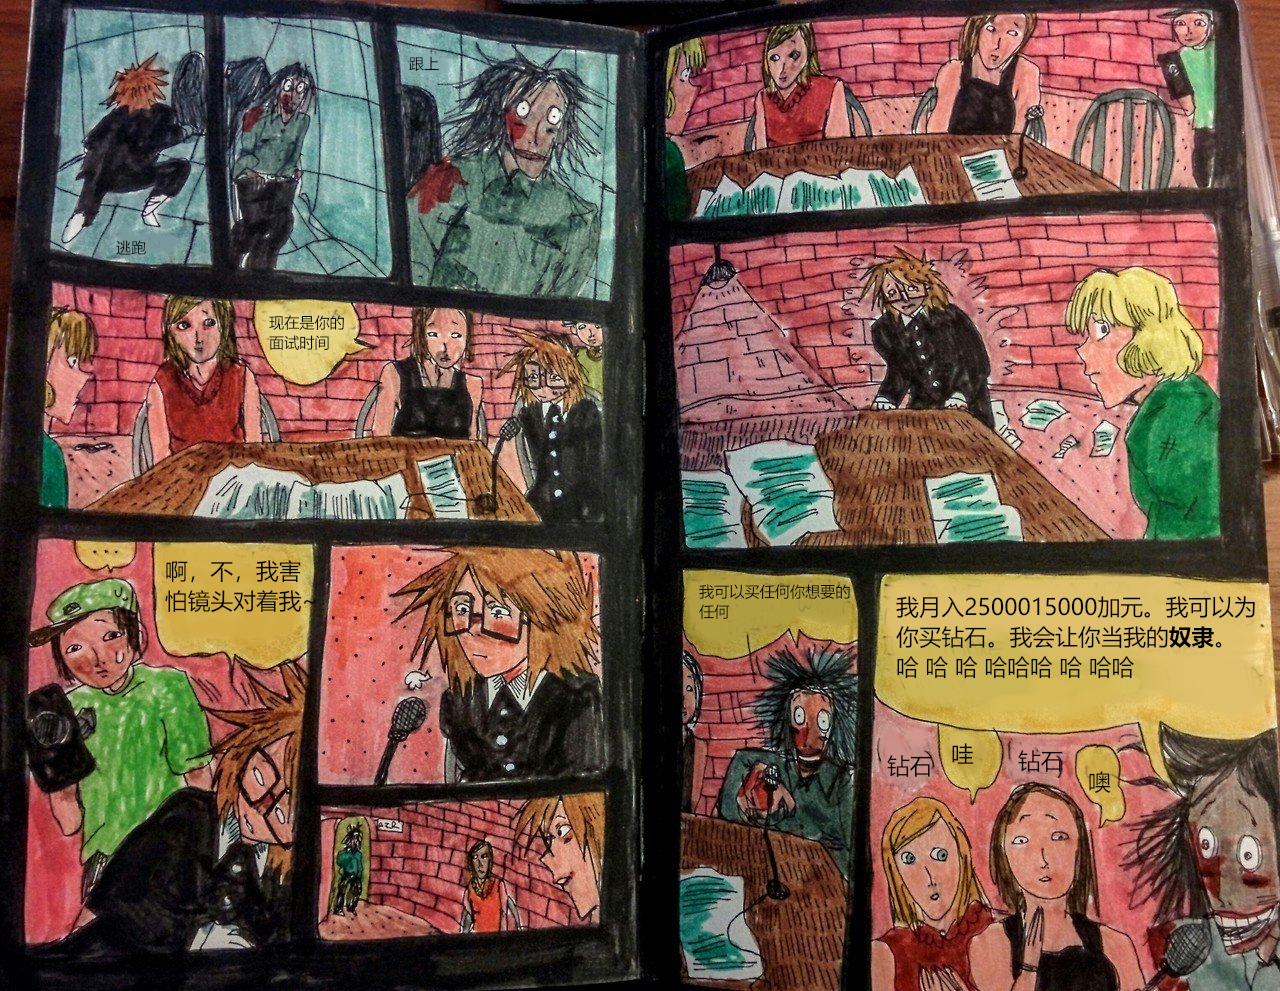 逃跑
跟上
现在是你的
面试时间
...
啊，不，我害
怕镜头对着我~
我可以买任何你想要的
任何
我月入2500015000加元。我可以为
你买钻石。我会让你当我的奴隶。
哈 哈 哈 哈哈哈 哈 哈哈
钻石
哇
钻石
噢